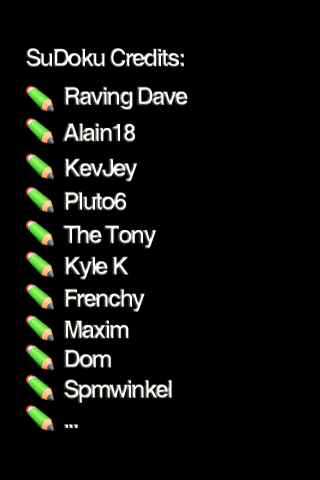 SuDoku Credits:
Raving Dave
Alain18
KevJey
Pluto6
The Tony
Kyle K
Frenchy
Maxim
Dom
Spmwinkel
...